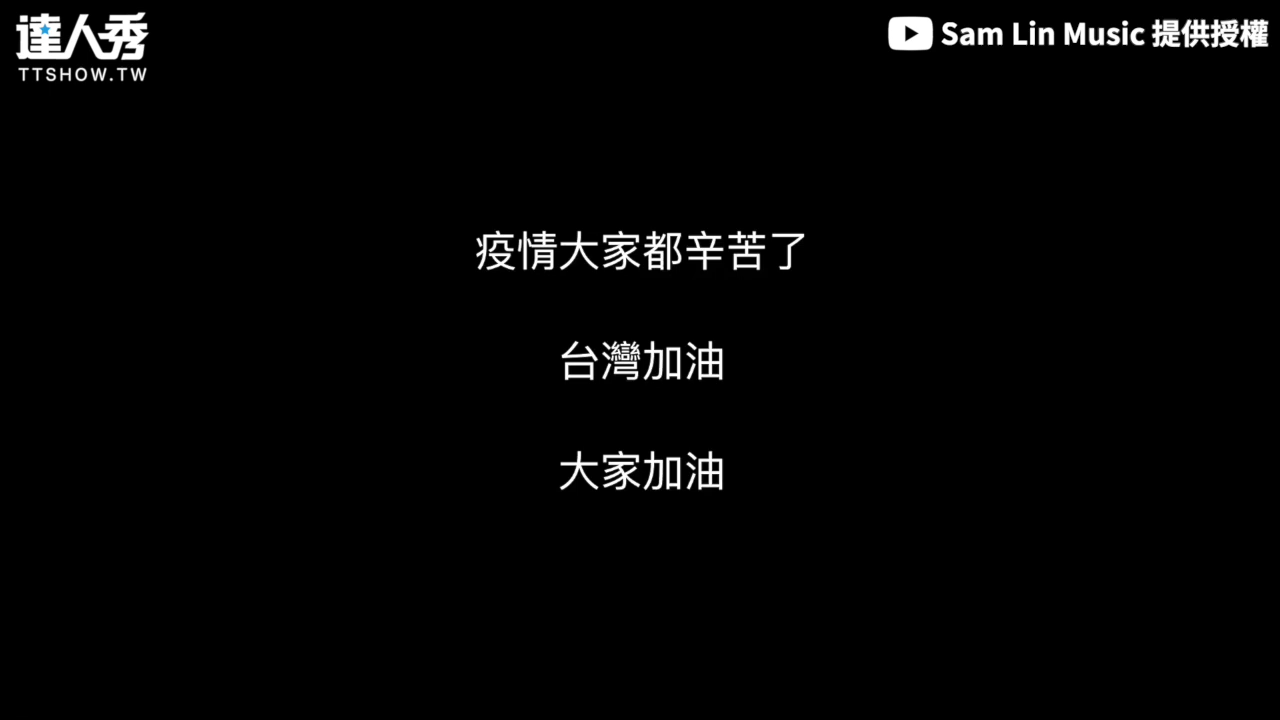 達人秀
TTSHOW.TW
Sam Lin Music 提供授權
疫情大家都辛苦了
台灣加油
大家加油